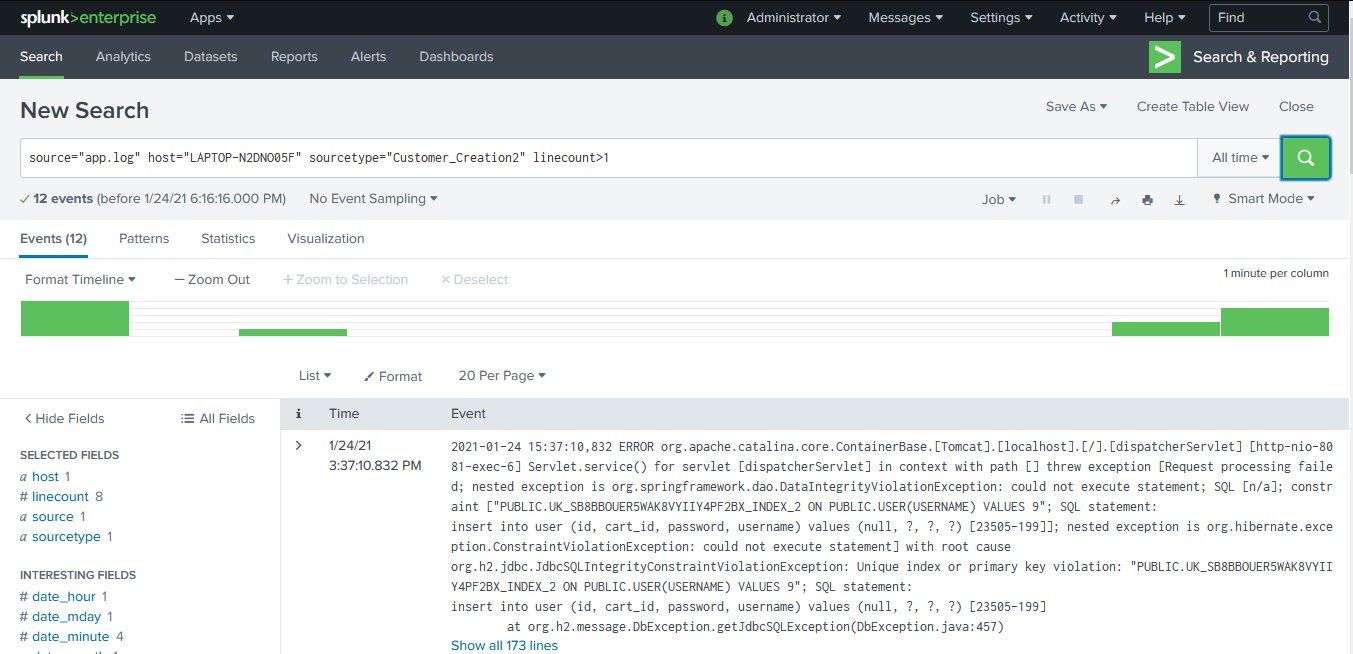 splunk>enterprise Apps
Administrator Messages Settings Activity Help Find
Search Analytics Datasets Reports Alerts Dashboards Search & Reporting
New Search
Save As Create Table View Close
source="app.log" host="LAPTOP-N2DNO05F" sourcetype="Customer_Creation2" linecount>1
All time
12 events (before 1/24/21 6:16:16.000 PM) No Event Sampling
Job Smart Mode
Events (12) Patterns Statistics Visualization
Format Timeline — Zoom Out + Zoom to Selection × Deselect
1 minute per column
List Format 20 Per Page
< Hide Fields All Fields
SELECTED FIELDS
a host 1
# linecount 8
a source 1
a sourcetype 1
INTERESTING FIELDS
# date_hour 1
# date_mday 1
# date_minute 4
i Time Event
> 1/24/21
3:37:10.832 PM
2021-01-24 15:37:10,832 ERROR org.apache.catalina.core.ContainerBase.[Tomcat].[localhost].[/].[dispatcherServlet] [http-nio-80
81-exec-6] Servlet.service() for servlet [dispatcherServlet] in context with path [] threw exception [Request processing faile
d; nested exception is org.springframework.dao.DataIntegrityViolationException: could not execute statement; SQL [n/a]; constr
aint ["PUBLIC.UK_SB8BBOUER5WAK8VYIIY4PF2BX_INDEX_2 ON PUBLIC.USER(USERNAME) VALUES 9"; SQL statement:
insert into user (id, cart_id, password, username) values (null, ?, ?, ?) [23505-199]]; nested exception is org.hibernate.exce
ption.ConstraintViolationException: could not execute statement] with root cause
org.h2.jdbc.JdbcSQLIntegrityConstraintViolationException: Unique index or primary key violation: "PUBLIC.UK_SB8BBOUER5WAK8VYII
Y4PF2BX_INDEX_2 ON PUBLIC.USER(USERNAME) VALUES 9"; SQL statement:
insert into user (id, cart_id, password, username) values (null, ?, ?, ?) [23505-199]
at org.h2.message.DbException.getJdbcSQLException(DbException.java:457)
Show all 173 lines